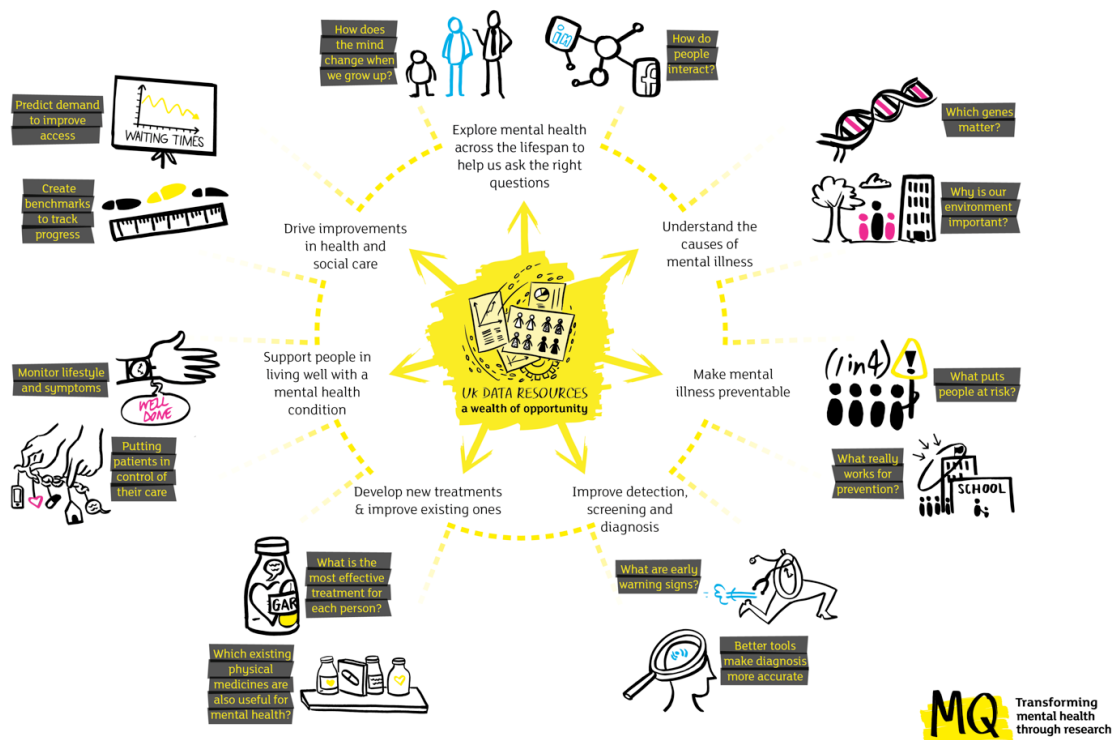 How does
the mind
change when
we grow up?
How do
people
interact?
in
f
Predict demand
to improve
access
WAITING TIMES
Create
benchmarks
to track
progress
Explore mental health
across the lifespan to
help us ask the right
questions
Which genes
matter?
Why is our
environment
important?
Drive improvements
in health and
social care
Understand the
causes of
mental illness
UK DATA RESOURCES
a wealth of opportunity
Support people in
living well with a
mental health
condition
Make mental
illness preventable
Monitor lifestyle
and symptoms
WELL
DONE
Putting
patients in
control of
their care
(1in4)
!
What puts
people at risk?
What really
works for
prevention?
SCHOOL
Develop new treatments
& improve existing ones
Improve detection,
screening and
diagnosis
What is the
most effective
treatment for
each person?
GAR
Which existing
physical
medicines are
also useful for
mental health?
What are early
warning signs?
Better tools
make diagnosis
more accurate
MQ
Transforming
mental health
through research